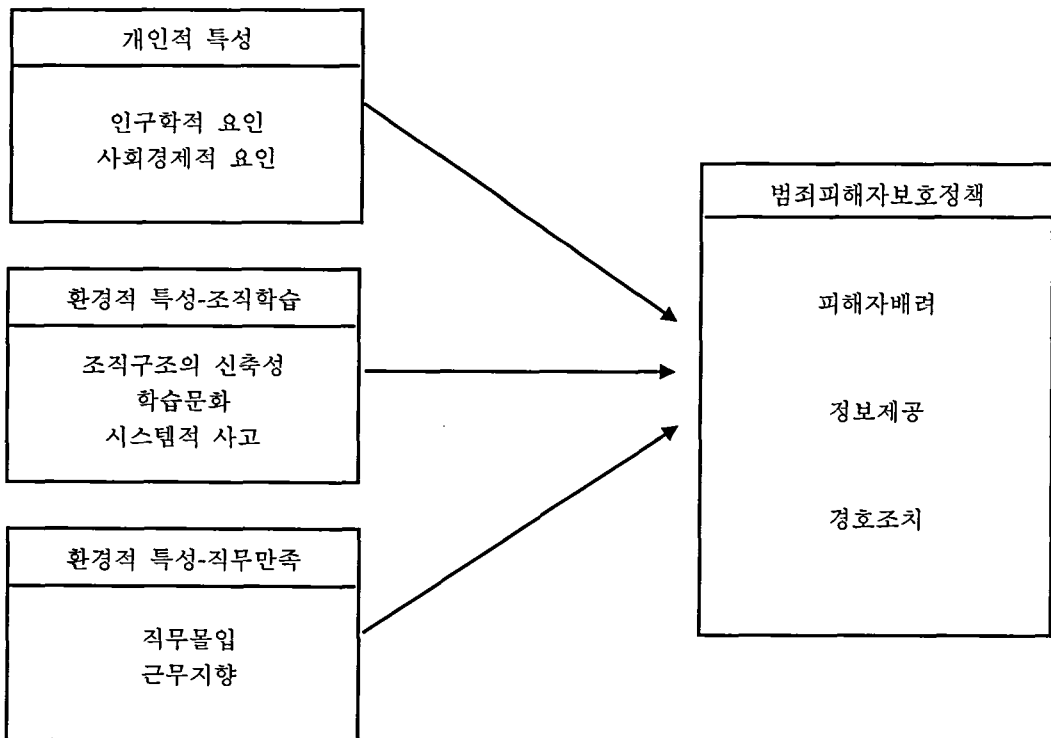 개인적 특성
인구학적 요인
사회경제적 요인
환경적 특성-조직학습
조직구조의 신축성
학습문화
시스템적 사고
환경적 특성-직무만족
직무몰입
근무지향
범죄피해자보호정책
피해자배려
정보제공
경호조치